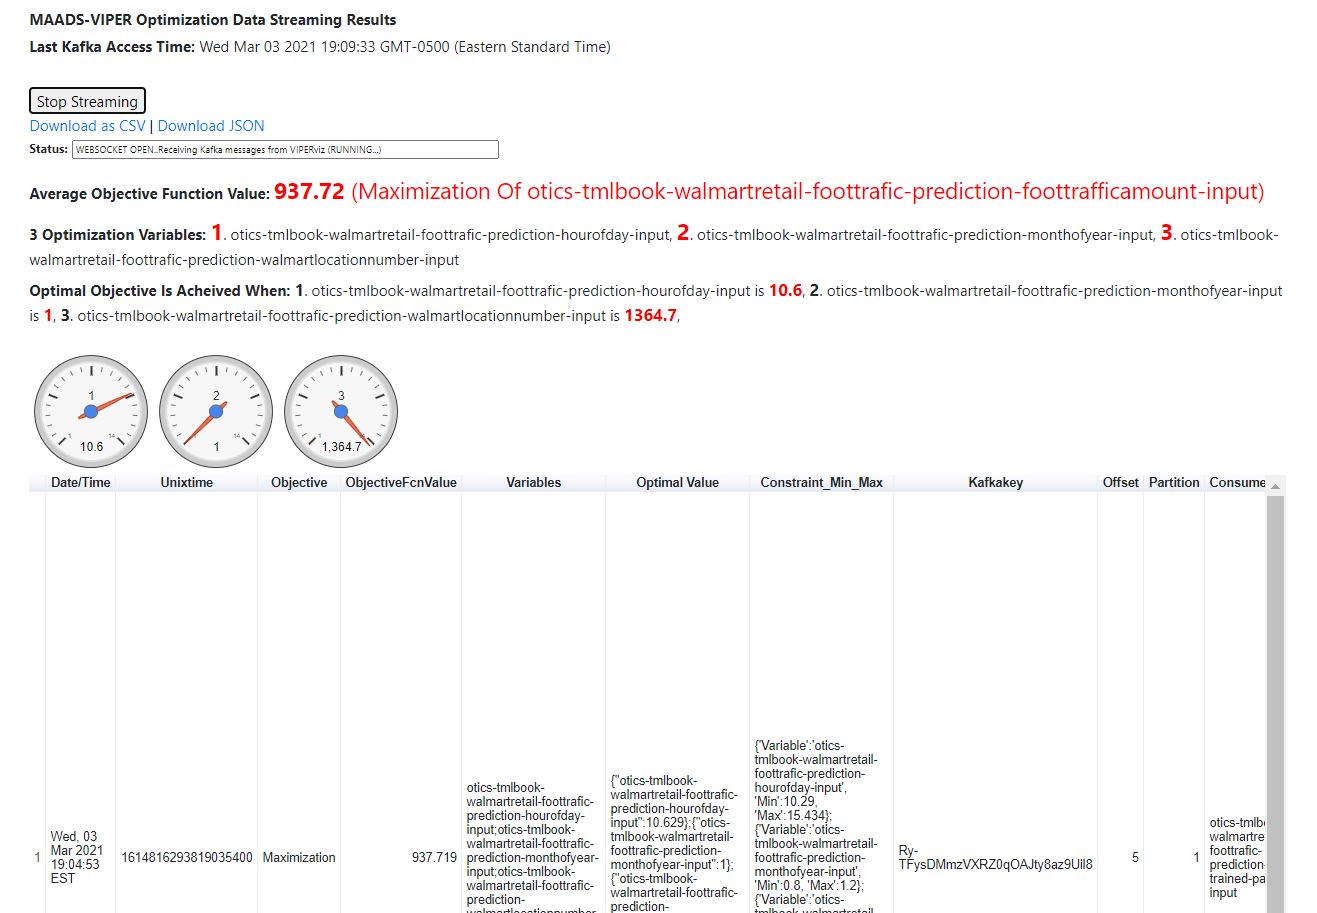 MAADS-VIPER Optimization Data Streaming Results
Last Kafka Access Time: Wed Mar 03 2021 19:09:33 GMT-0500 (Eastern Standard Time)
Stop Streaming
Download as CSV | Download JSON
Status: WEBSOCKET OPEN..Receiving Kafka messages from VIPERviz (RUNNING...)
Average Objective Function Value: 937.72 (Maximization Of otics-tmlbook-walmartretail-foottrafic-prediction-foottrafficamount-input)
3 Optimization Variables: 1. otics-tmlbook-walmartretail-foottrafic-prediction-hourofday-input, 2. otics-tmlbook-walmartretail-foottrafic-prediction-monthofyear-input, 3. otics-tmlbook-
walmartretail-foottrafic-prediction-walmartlocationnumber-input
Optimal Objective Is Acheived When: 1. otics-tmlbook-walmartretail-foottrafic-prediction-hourofday-input is 10.6, 2. otics-tmlbook-walmartretail-foottrafic-prediction-monthofyear-input
is 1, 3. otics-tmlbook-walmartretail-foottrafic-prediction-walmartlocationnumber-input is 1364.7,
1 2 3
1 14 14 1
10.6 1 1,364.7
Date/Time Unixtime Objective ObjectiveFcnValue Variables Optimal Value Constraint_Min_Max Kafkakey Offset Partition Consume
1
Wed, 03
Mar 2021
19:04:53
EST
1614816293819035400
Maximization
937.719
otics-tmlbook-
walmartretail-foottrafic-
prediction-hourofday-
input;otics-tmlbook-
walmartretail-foottrafic-
prediction-monthofyear-
input;otics-tmlbook-
walmartretail-foottrafic-
prediction-
walmartlocationnumber-
{"otics-tmlbook-
walmartretail-foottrafic-
prediction-hourofday-
input":10.629};{"otics-
tmlbook-walmartretail-
foottrafic-prediction-
monthofyear-input":1};
{"otics-tmlbook-
walmartretail-foottrafic-
prediction-
{'Variable':'otics-
tmlbook-walmartretail-
foottrafic-prediction-
hourofday-input',
'Min':10.29,
'Max':15.434};
{'Variable':'otics-
tmlbook-walmartretail-
foottrafic-prediction-
monthofyear-input',
'Min':0.8, 'Max':1.2};
{'Variable':'otics-
tmlbook-walmartretail-
Ry-
TFysDMmzVXRZ0qOAJty8az9Uil8
5
1
otics-tmlb
walmartre
foottrafic-
prediction
trained-pa
input